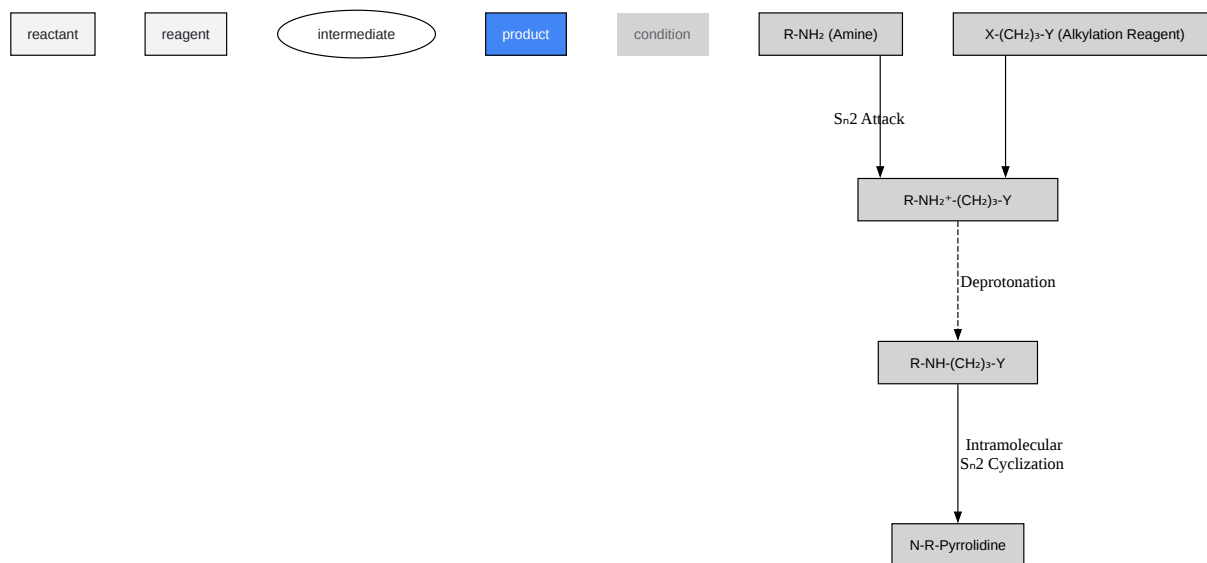 reactant
reagent
intermediate
product
condition
R-NH₂ (Amine)
X-(CH₂)₃-Y (Alkylation Reagent)
Sₙ2 Attack
R-NH₂⁺-(CH₂)₃-Y
Deprotonation
R-NH-(CH₂)₃-Y
Intramolecular
Sₙ2 Cyclization
N-R-Pyrrolidine